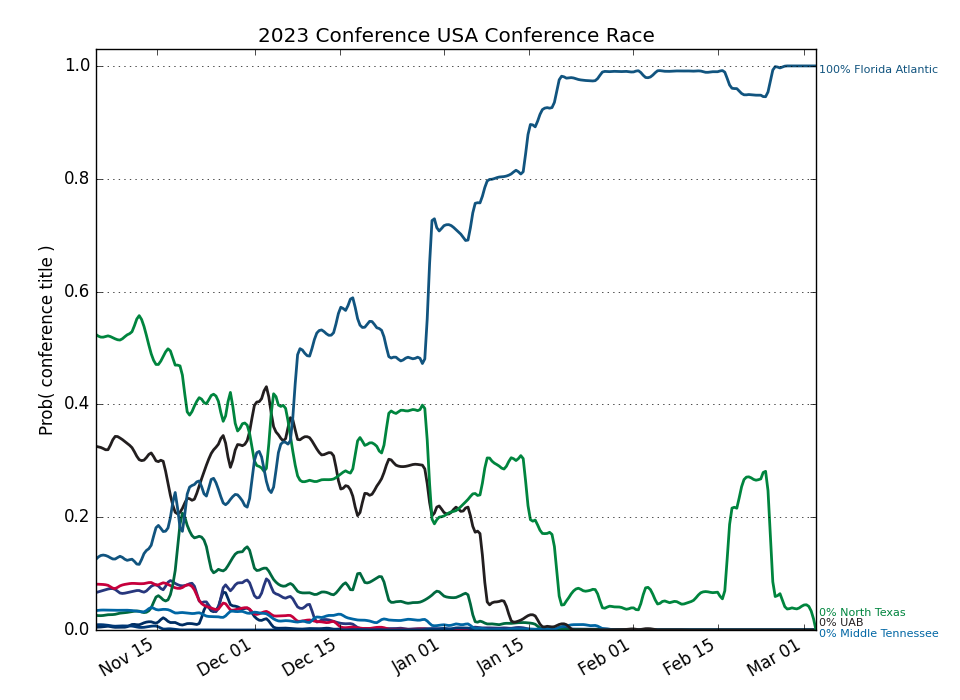 2023 Conference USA Conference Race
Prob( conference title )
1.0
0.8
0.6
0.4
0.2
0.0
Nov 15
Dec 01
Dec 15
Jan 01
Jan 15
Feb 01
Feb 15
Mar 01
100% Florida Atlantic
0% North Texas
0% UAB
0% Middle Tennessee